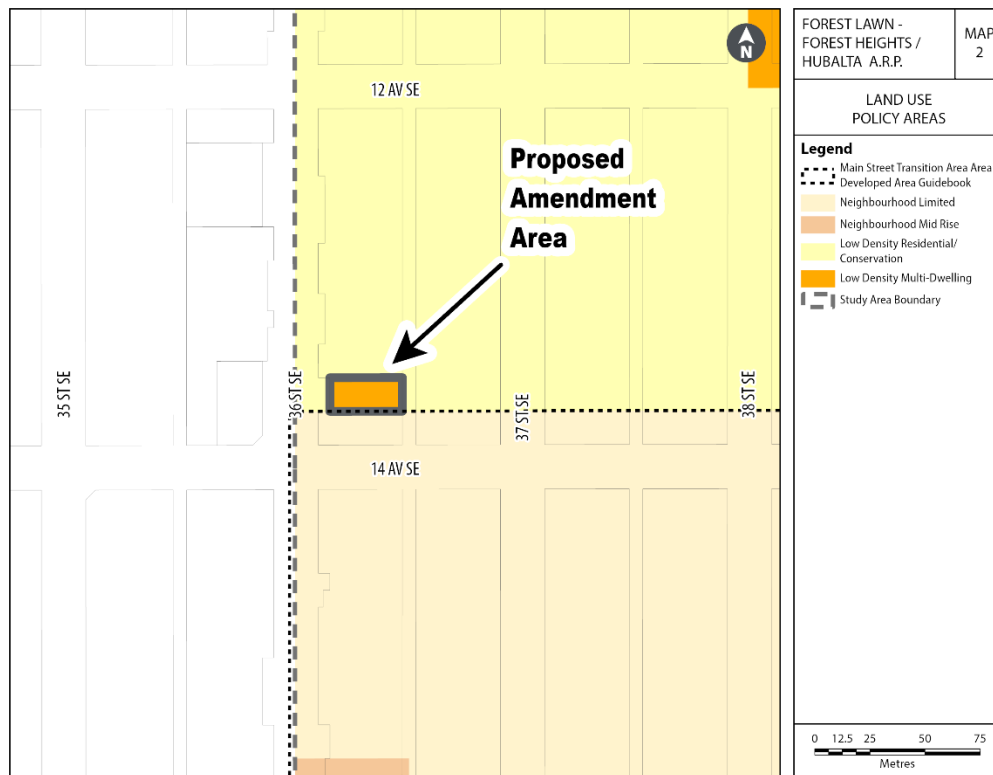 12 AV SE
Proposed
Amendment
Area
35 ST SE
36 ST SE
37 ST SE
38 ST SE
14 AV SE
N
FOREST LAWN -
FOREST HEIGHTS /
HUBALTA A.R.P.
MAP
2
LAND USE
POLICY AREAS
Legend
Main Street Transition Area Area
Developed Area Guidebook
Neighbourhood Limited
Neighbourhood Mid Rise
Low Density Residential/
Conservation
Low Density Multi-Dwelling
Study Area Boundary
0 12.5 25 50 75
Metres